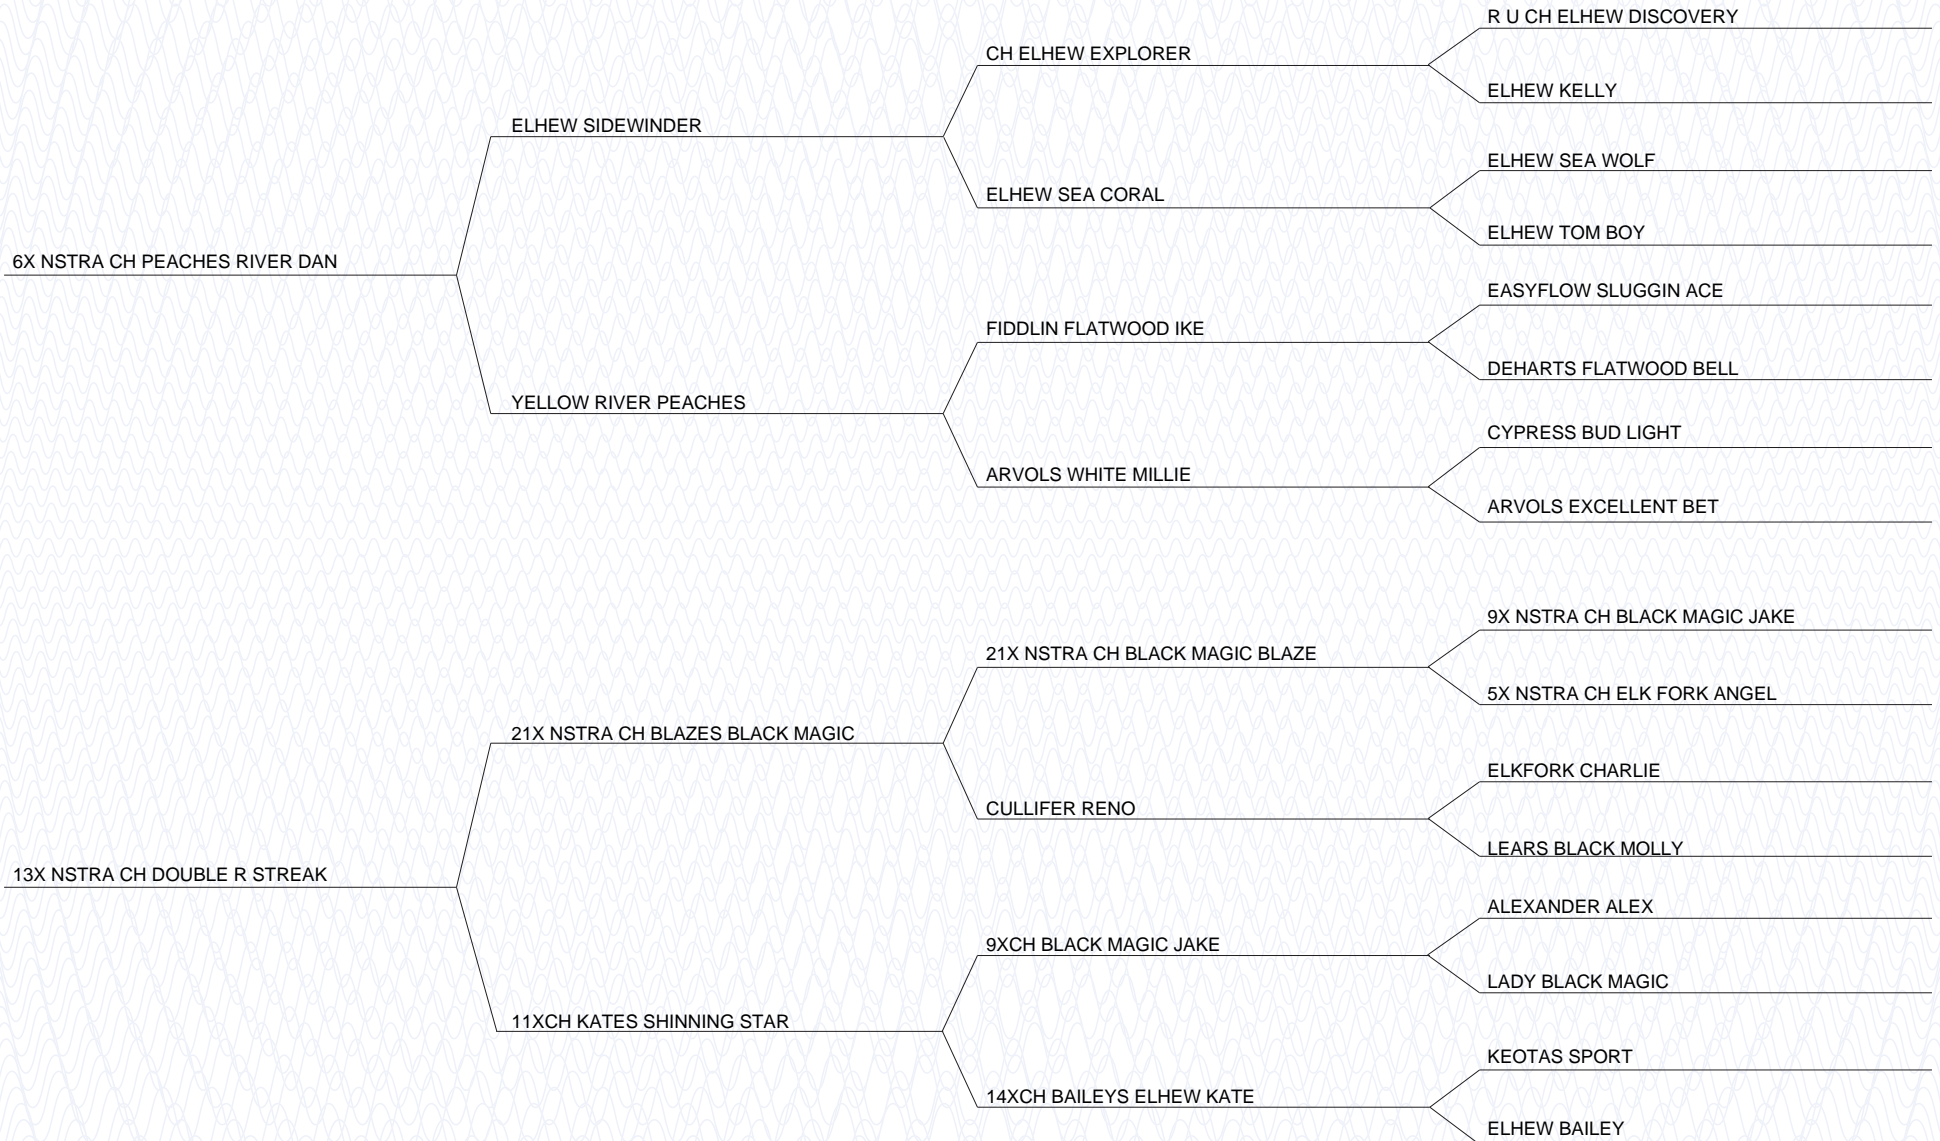 R U CH ELHEW DISCOVERY
CH ELHEW EXPLORER
ELHEW KELLY
ELHEW SIDEWINDER
ELHEW SEA WOLF
ELHEW SEA CORAL
ELHEW TOM BOY
6X NSTRA CH PEACHES RIVER DAN
EASYFLOW SLUGGIN ACE
FIDDLIN FLATWOOD IKE
DEHARTS FLATWOOD BELL
YELLOW RIVER PEACHES
CYPRESS BUD LIGHT
ARVOLS WHITE MILLIE
ARVOLS EXCELLENT BET
9X NSTRA CH BLACK MAGIC JAKE
21X NSTRA CH BLACK MAGIC BLAZE
5X NSTRA CH ELK FORK ANGEL
21X NSTRA CH BLAZES BLACK MAGIC
ELKFORK CHARLIE
CULLIFER RENO
LEARS BLACK MOLLY
13X NSTRA CH DOUBLE R STREAK
ALEXANDER ALEX
9XCH BLACK MAGIC JAKE
LADY BLACK MAGIC
11XCH KATES SHINNING STAR
KEOTAS SPORT
14XCH BAILEYS ELHEW KATE
ELHEW BAILEY